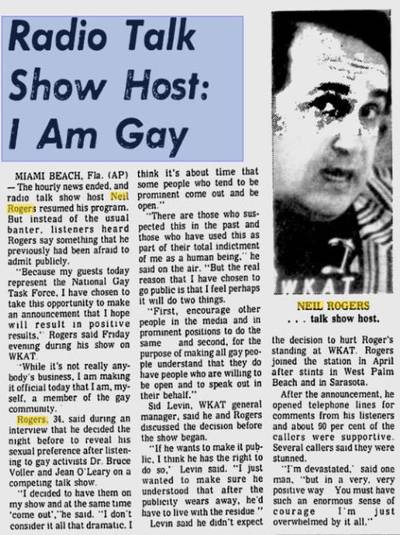 Radio Talk
Show Host:
I Am Gay
MIAMI BEACH, Fla. (AP)
— The hourly news ended, and
radio talk show host Neil
Rogers resumed his program.
But instead of the usual
banter, listeners heard
Rogers say something that he
previously had been afraid to
admit publicly.
"Because my guests today
represent the National Gay
Task Force, I have chosen to
take this opportunity to make
an announcement that I hope
will result in positive
results," Rogers said Friday
evening during his show on
WKAT.
"While it's not really any-
body's business, I am making
it official today that I am, my-
self, a member of the gay
community.
Rogers, 34, said during an
interview that he decided the
night before to reveal his
sexual preference after listen-
ing to gay activists Dr. Bruce
Voller and Jean O'Leary on a
competing talk show.
"I decided to have them on
my show and at the same time
'come out'," he said. "I don't
consider it all that dramatic. I
think it's about time that
some people who tend to be
prominent come out and be
open."
"There are those who sus-
pected this in the past and
those who have used this as
part of their total indictment
of me as a human being," he
said on the air. "But the real
reason that I have chosen to
go public is that I feel perhaps
it will do two things.
"First, encourage other
people in the media and in
prominent positions to do the
same and second, for the
purpose of making all gay peo-
ple understand that they do
have people who are willing to
be open and to speak out in
their behalf."
Sid Levin, WKAT general
manager, said he and Rogers
discussed the decision before
the show began.
"If he wants to make it pub-
lic, I think he has the right to
do so,' Levin said. "I just
wanted to make sure he
understood that after the
publicity wears away, he'd
have to live with the residue "
Levin said he didn't expect
WKAT
NEIL ROGERS
. . . talk show host.
the decision to hurt Roger's
standing at WKAT. Rogers
joined the station in April
after stints in West Palm
Beach and in Sarasota.
After the announcement, he
opened telephone lines for
comments from his listeners
and about 90 per cent of the
callers were supportive.
Several callers said they were
stunned.
"I'm devastated,' said one
man, "but in a very, very
positive way You must have
such an enormous sense of
courage I'm just
overwhelmed by it all."